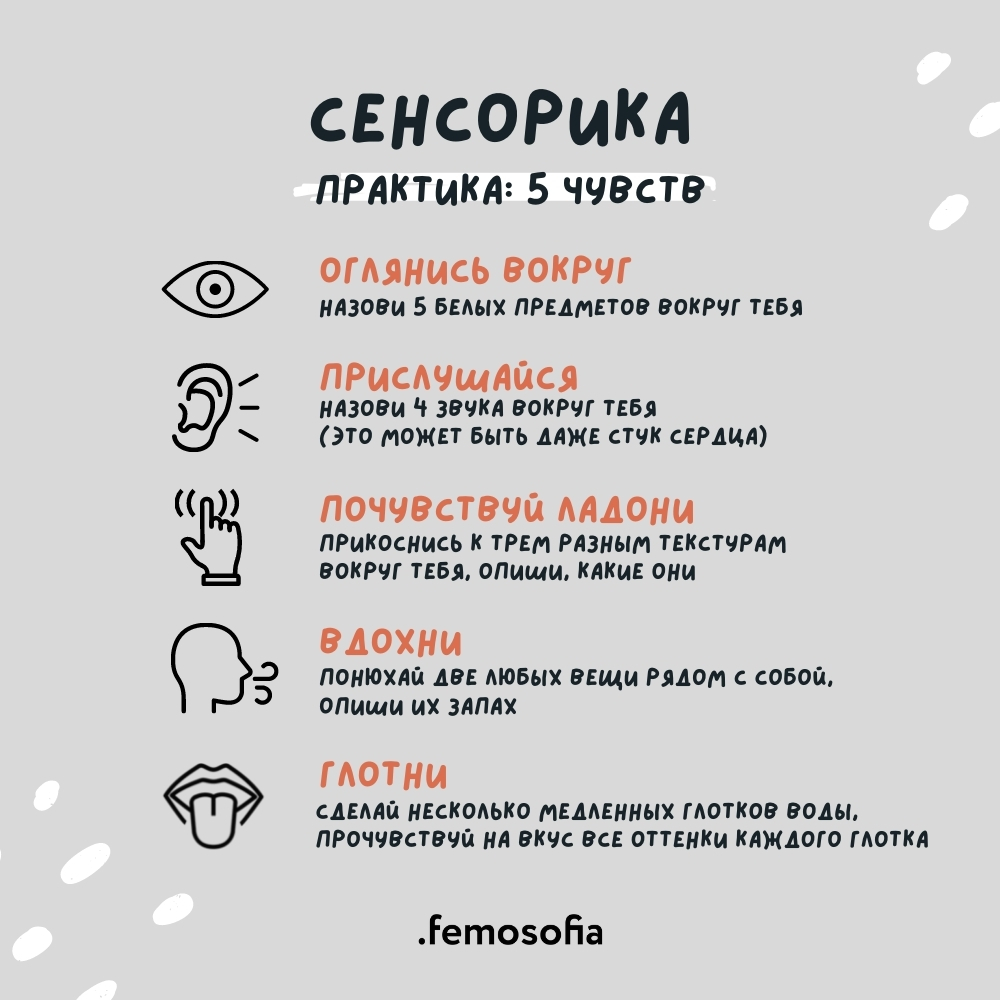 СЕНСОРИКА
ПРАКТИКА: 5 ЧУВСТВ
ОГЛЯНИСЬ ВОКРУГ
НАЗОВИ 5 БЕЛЫХ ПРЕДМЕТОВ ВОКРУГ ТЕБЯ
ПРИСЛУШАЙСЯ
НАЗОВИ 4 ЗВУКА ВОКРУГ ТЕБЯ
(ЭТО МОЖЕТ БЫТЬ ДАЖЕ СТУК СЕРДЦА)
ПОЧУВСТВУЙ ЛАДОНИ
ПРИКОСНИСЬ К ТРЕМ РАЗНЫМ ТЕКСТУРАМ
ВОКРУГ ТЕБЯ, ОПИШИ, КАКИЕ ОНИ
ВДОХНИ
ПОНЮХАЙ ДВЕ ЛЮБЫХ ВЕЩИ РЯДОМ С СОБОЙ,
ОПИШИ ИХ ЗАПАХ
ГЛОТНИ
СДЕЛАЙ НЕСКОЛЬКО МЕДЛЕННЫХ ГЛОТКОВ ВОДЫ,
ПРОЧУВСТВУЙ НА ВКУС ВСЕ ОТТЕНКИ КАЖДОГО ГЛОТКА
.femosofia